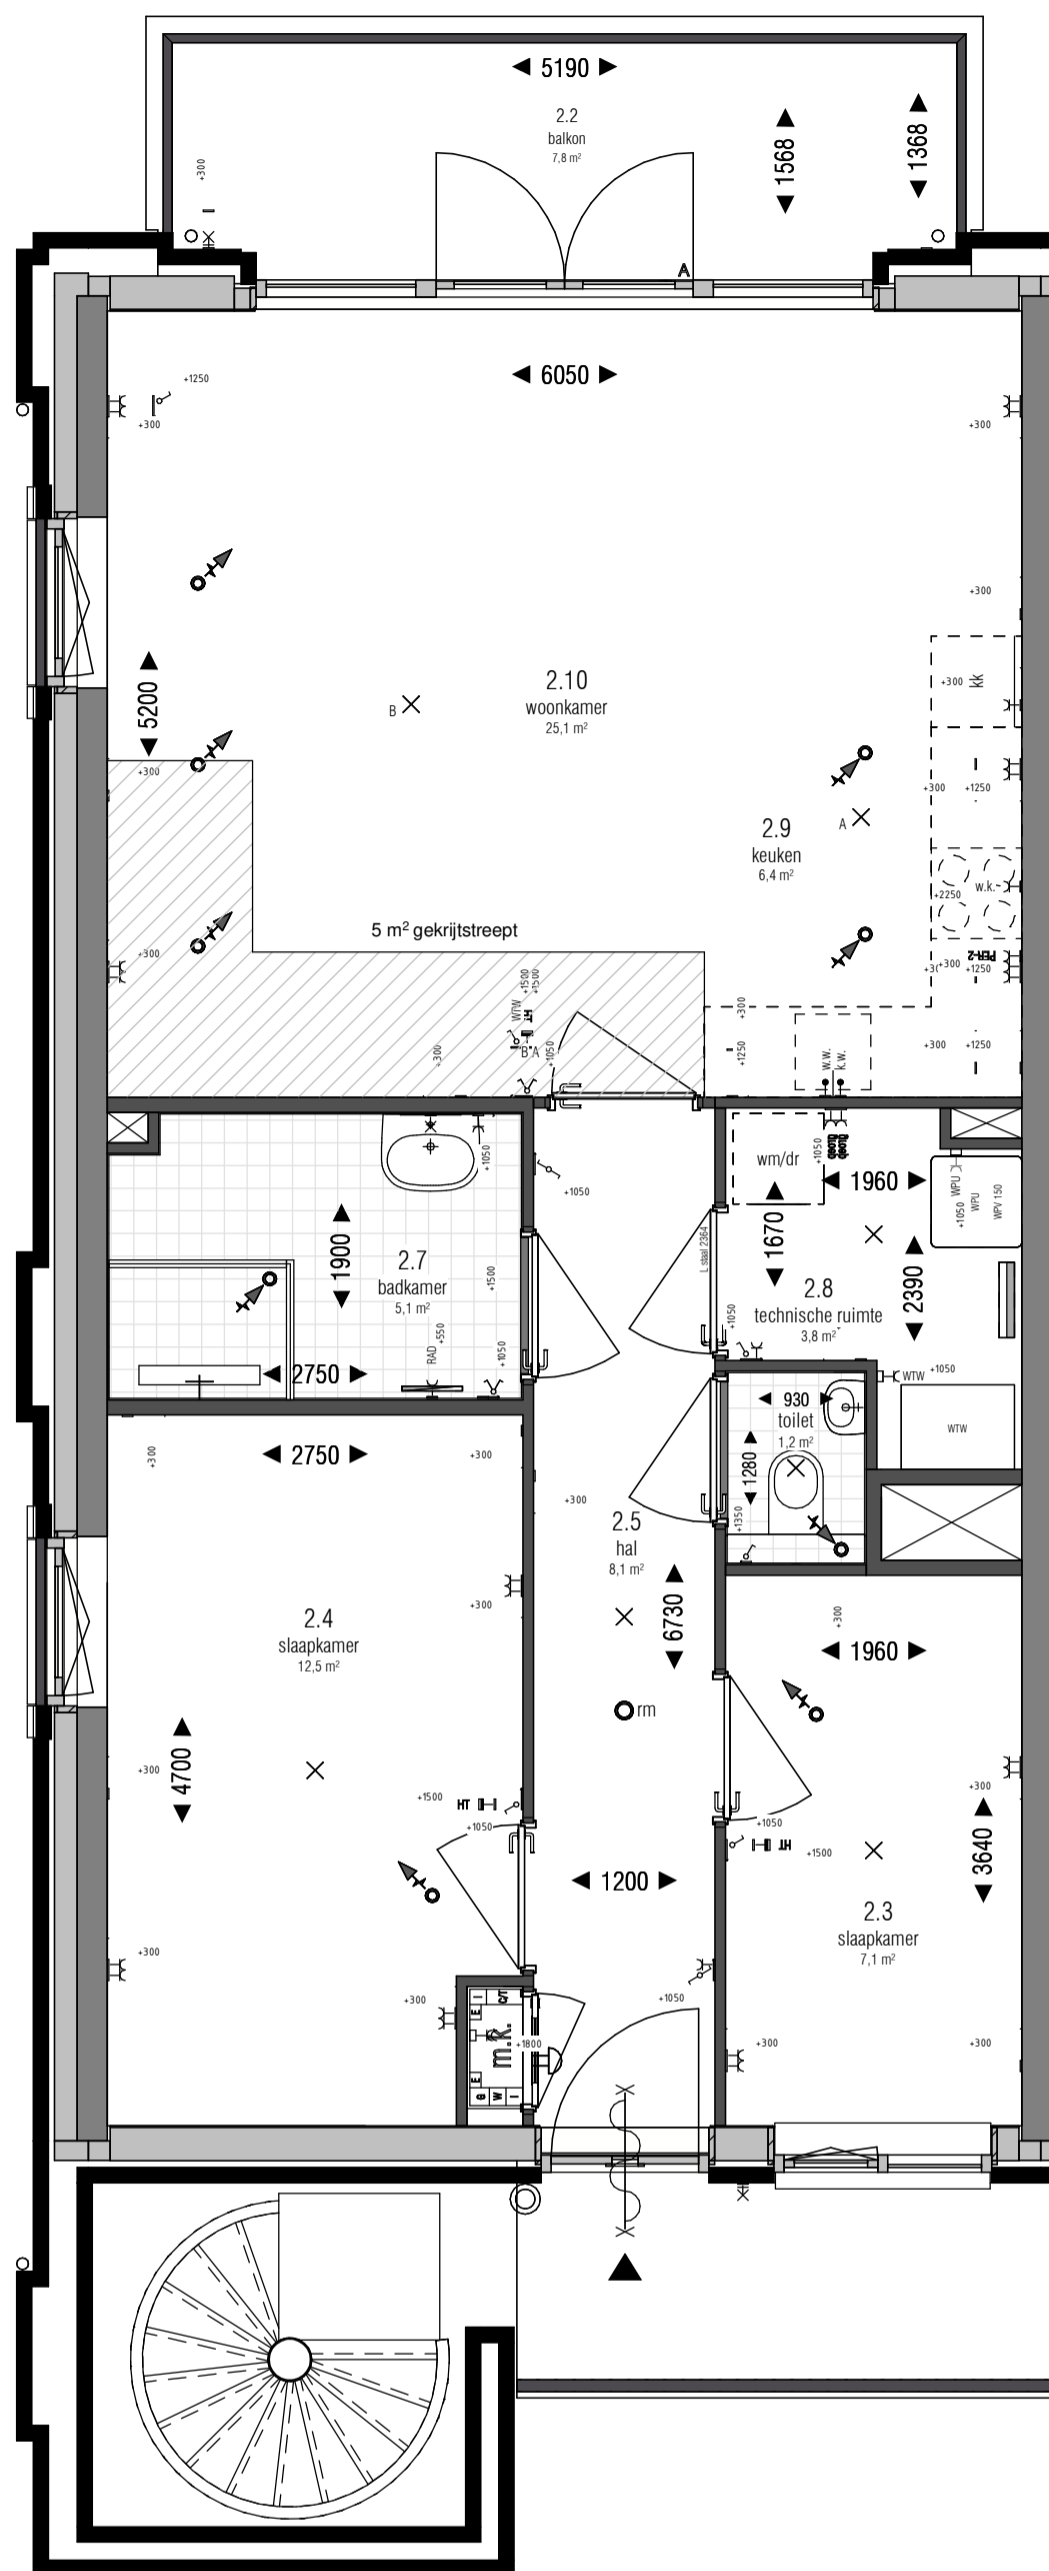 5190
2.2
balkon
7,8 m²
1568
1368
+300
A
6050
+1250
+300
+300
+300
5200
2.10
woonkamer
25,1 m²
B
+300 kk
+300
+300 +1250
A
2.9
keuken
6,4 m²
w.k.
+2250
5 m² gekrijtstreept
+300
+300 +1250
PER-2
+1500
+1500
WTW
HT
B A
+300
+1050
+300
+1250
w.w.
k.w.
+300 +1250
wm/dr
+1050
1960
+1050 WPU
WPU
WPV 150
+1050
+1050
1670
2390
L staal 2364
1900
2.7
badkamer
5,1 m²
+1500
2.8
technische ruimte
3,8 m²
+1050
RAD +550
+1050
2750
WTW +1050
WTW
930
toilet
1,2 m²
1280
+1350
2750
+300
+300
+300
2.5
hal
8,1 m²
+300
2.4
slaapkamer
12,5 m²
6730
+300
1960
rm
4700
+300
+300
+1500 HT
+1050
+1050
HT +1500
3640
1200
2.3
slaapkamer
7,1 m²
+300
+300
+1050
+300
+300
E I C/T
m.k.
+1800
E
G W I